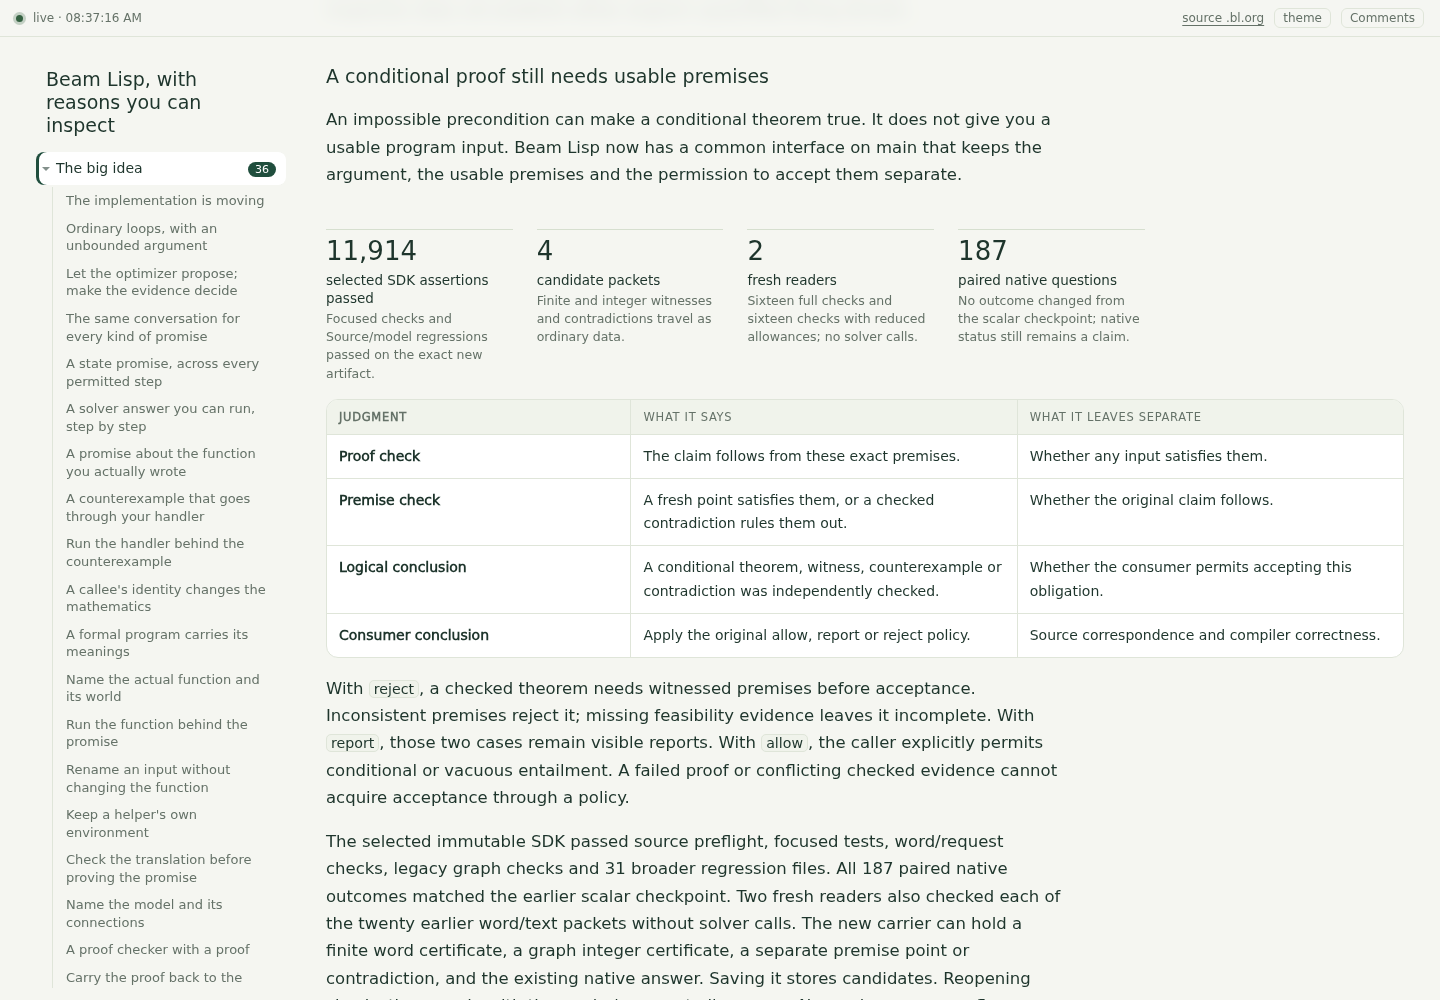 live · 08:37:16 AM
source .bl.org
theme
Comments
Beam Lisp, with
reasons you can
inspect
The big idea
36
The implementation is moving
Ordinary loops, with an
unbounded argument
Let the optimizer propose;
make the evidence decide
The same conversation for
every kind of promise
A state promise, across every
permitted step
A solver answer you can run,
step by step
A promise about the function
you actually wrote
A counterexample that goes
through your handler
Run the handler behind the
counterexample
A callee's identity changes the
mathematics
A formal program carries its
meanings
Name the actual function and
its world
Run the function behind the
promise
Rename an input without
changing the function
Keep a helper's own
environment
Check the translation before
proving the promise
Name the model and its
connections
A proof checker with a proof
Carry the proof back to the
A conditional proof still needs usable premises
An impossible precondition can make a conditional theorem true. It does not give you a
usable program input. Beam Lisp now has a common interface on main that keeps the
argument, the usable premises and the permission to accept them separate.
11,914
selected SDK assertions
passed
Focused checks and
Source/model regressions
passed on the exact new
artifact.
4
candidate packets
Finite and integer witnesses
and contradictions travel as
ordinary data.
2
fresh readers
Sixteen full checks and
sixteen checks with reduced
allowances; no solver calls.
187
paired native questions
No outcome changed from
the scalar checkpoint; native
status still remains a claim.
JUDGMENT
WHAT IT SAYS
WHAT IT LEAVES SEPARATE
Proof check
The claim follows from these exact premises.
Whether any input satisfies them.
Premise check
A fresh point satisfies them, or a checked
contradiction rules them out.
Whether the original claim follows.
Logical conclusion
A conditional theorem, witness, counterexample or
contradiction was independently checked.
Whether the consumer permits accepting this
obligation.
Consumer conclusion
Apply the original allow, report or reject policy.
Source correspondence and compiler correctness.
With reject, a checked theorem needs witnessed premises before acceptance.
Inconsistent premises reject it; missing feasibility evidence leaves it incomplete. With
report, those two cases remain visible reports. With allow, the caller explicitly permits
conditional or vacuous entailment. A failed proof or conflicting checked evidence cannot
acquire acceptance through a policy.
The selected immutable SDK passed source preflight, focused tests, word/request
checks, legacy graph checks and 31 broader regression files. All 187 paired native
outcomes matched the earlier scalar checkpoint. Two fresh readers also checked each of
the twenty earlier word/text packets without solver calls. The new carrier can hold a
finite word certificate, a graph integer certificate, a separate premise point or
contradiction, and the existing native answer. Saving it stores candidates. Reopening